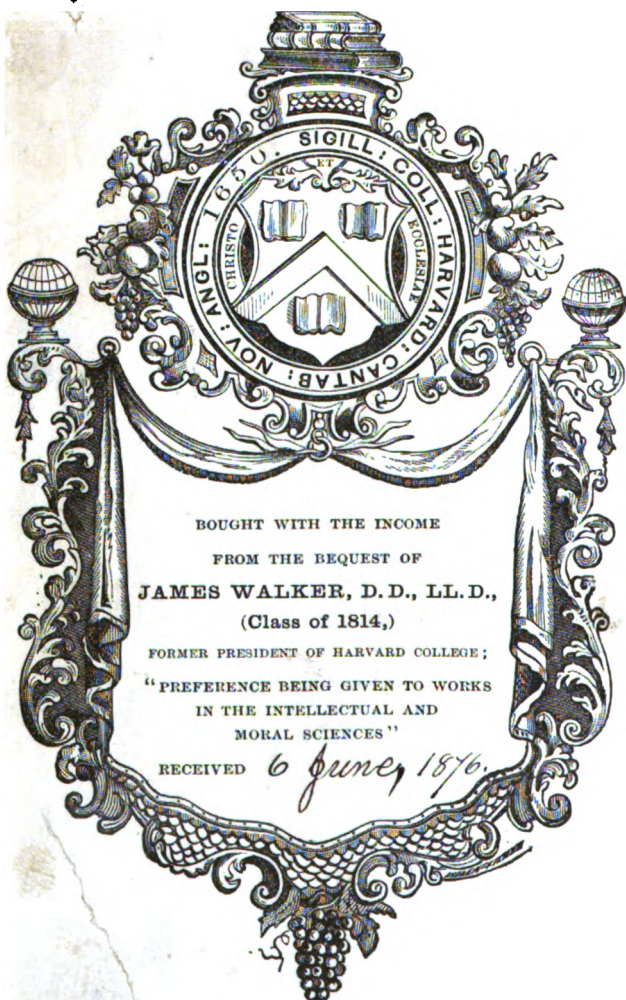 SIGILL : COLL : HARVARD : CANTAB : NOV : ANGL : 1650.
CHRISTO
ET
ECCLESIAE
BOUGHT WITH THE INCOME
FROM THE BEQUEST OF
JAMES WALKER, D.D., LL.D.,
(Class of 1814,)
FORMER PRESIDENT OF HARVARD COLLEGE;
"PREFERENCE BEING GIVEN TO WORKS
IN THE INTELLECTUAL AND
MORAL SCIENCES"
RECEIVED 6 June, 1876.